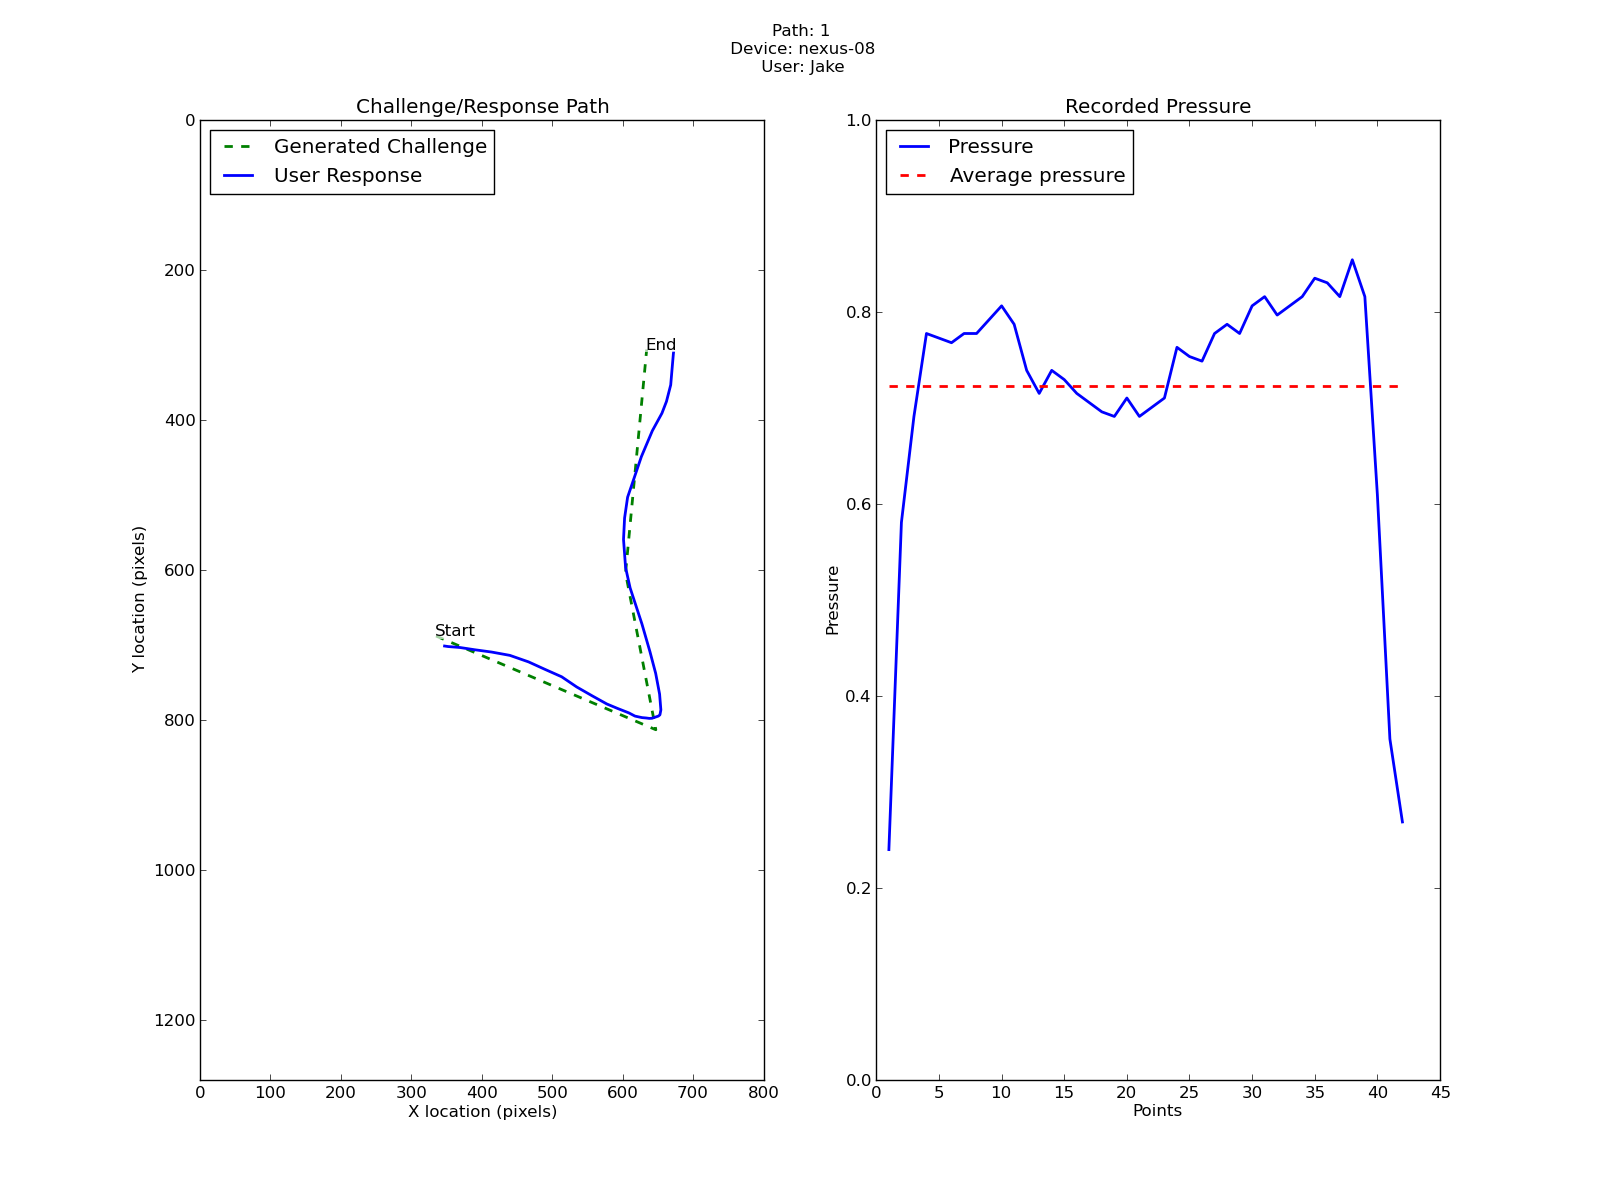 Path: 1
Device: nexus-08
User: Jake
Challenge/Response Path
Generated Challenge
User Response
Start
End
0
200
400
600
800
1000
1200
Y location (pixels)
0 100 200 300 400 500 600 700 800
X location (pixels)
Recorded Pressure
Pressure
Average pressure
1.0
0.8
0.6
0.4
0.2
0.0
Pressure
0 5 10 15 20 25 30 35 40 45
Points